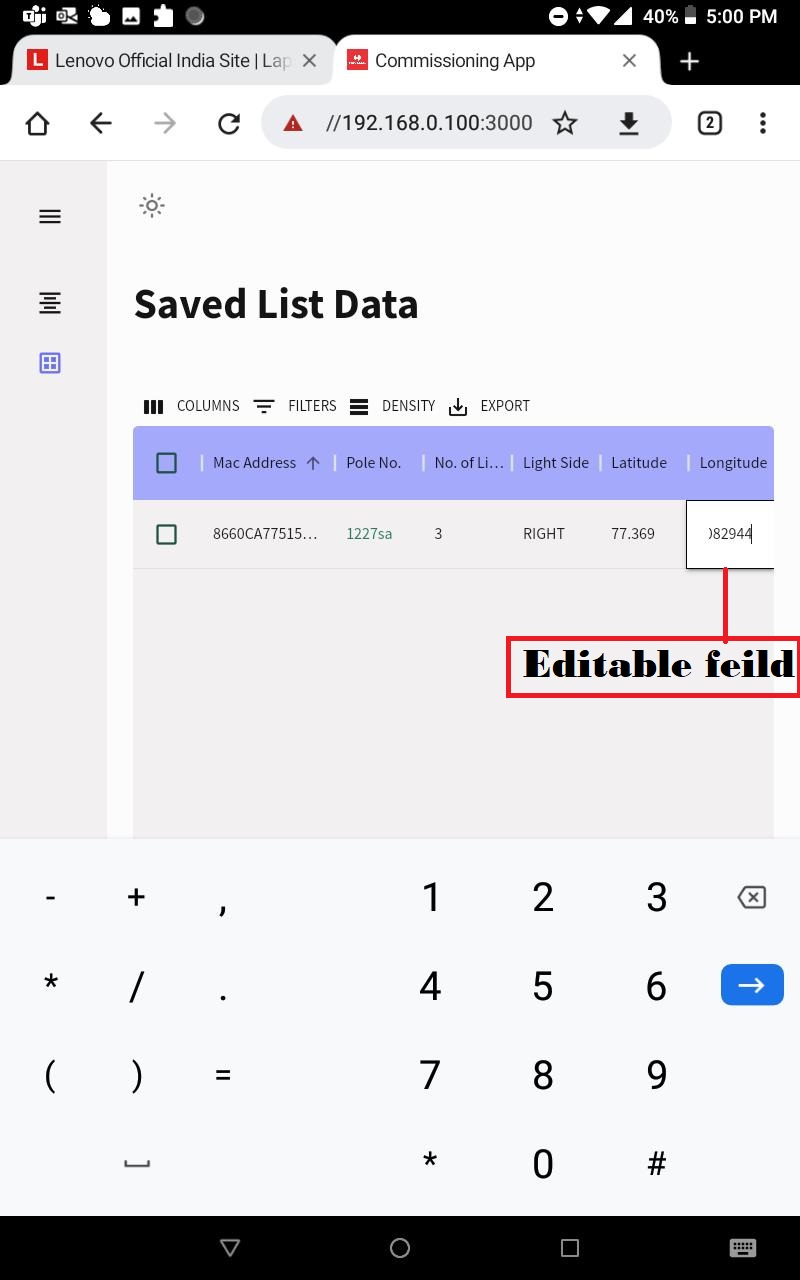 40% 5:00 PM
Lenovo Official India Site | Lap
Commissioning App
//192.168.0.100:3000
2
Saved List Data
COLUMNS FILTERS DENSITY EXPORT
Mac Address Pole No. No. of Li... Light Side Latitude Longitude
8660CA77515... 1227sa 3 RIGHT 77.369 082944
Editable feild
- + , 1 2 3
* / . 4 5 6
( ) = 7 8 9
* 0 #